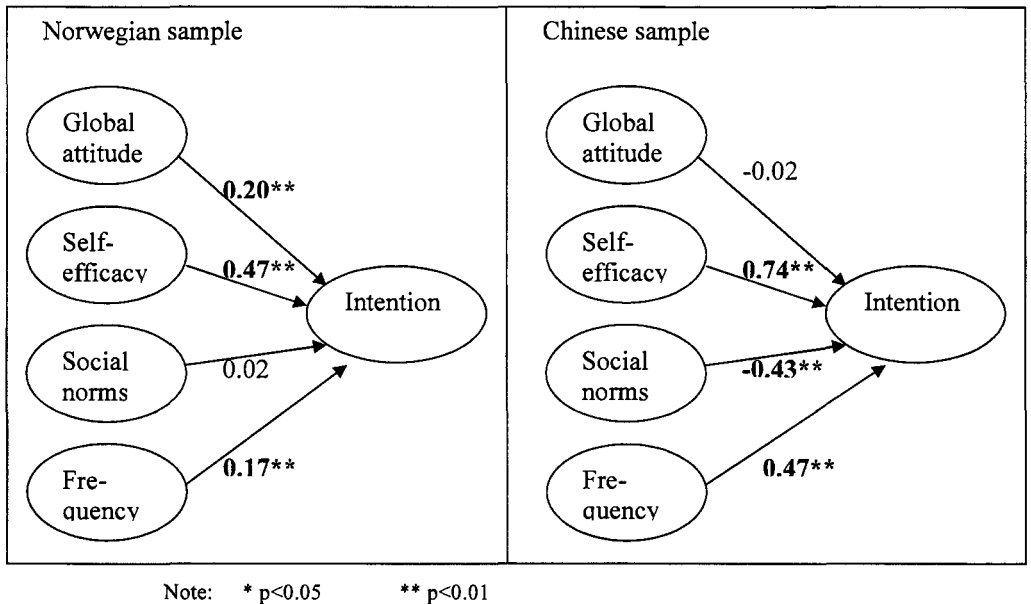 Norwegian sample
Global
attitude
0.20**
Self-
efficacy
0.47**
Intention
Social
norms
0.02
Fre-
quency
0.17**
Chinese sample
Global
attitude
-0.02
Self-
efficacy
0.74**
Intention
Social
norms
-0.43**
Fre-
quency
0.47**
Note: * p<0.05 ** p<0.01